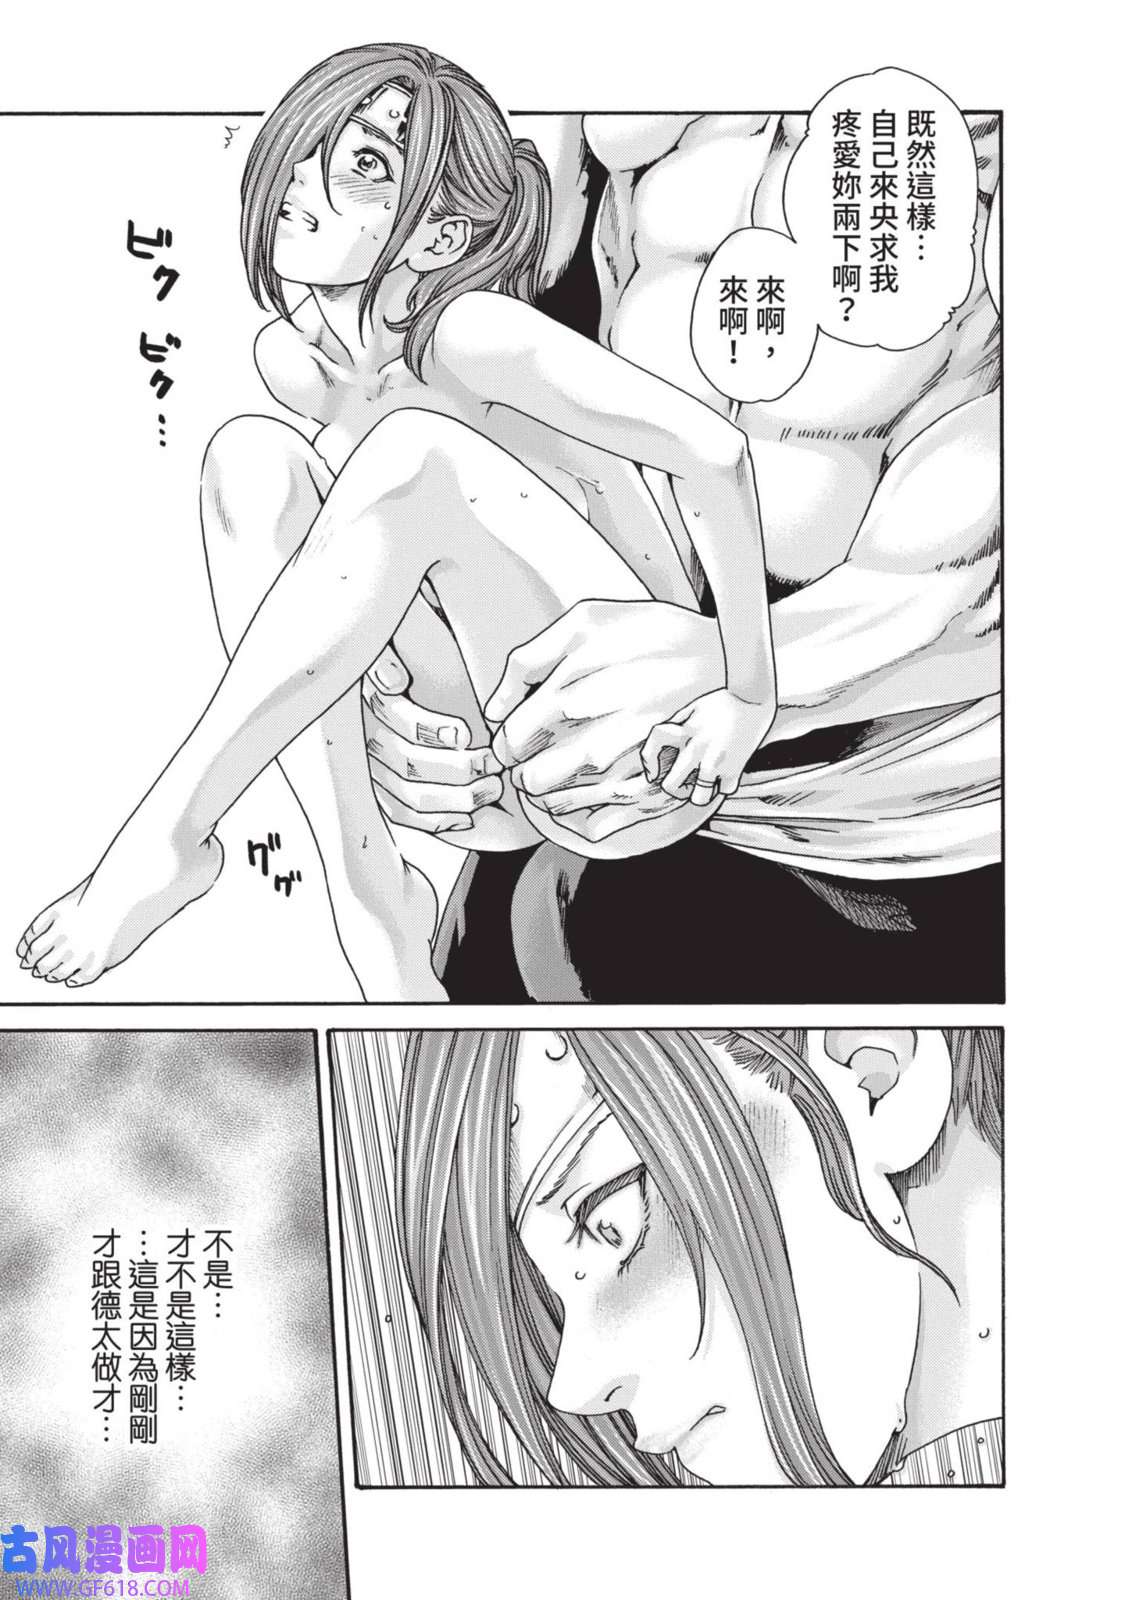 既然這樣…
自己來央求我
疼愛妳兩下啊？
來啊，
來啊！
ビク
ビク…
ググ
不是…
才不是這樣…
…這是因為剛剛
才跟德太做才…
古风漫画网
WWW.GF618.COM